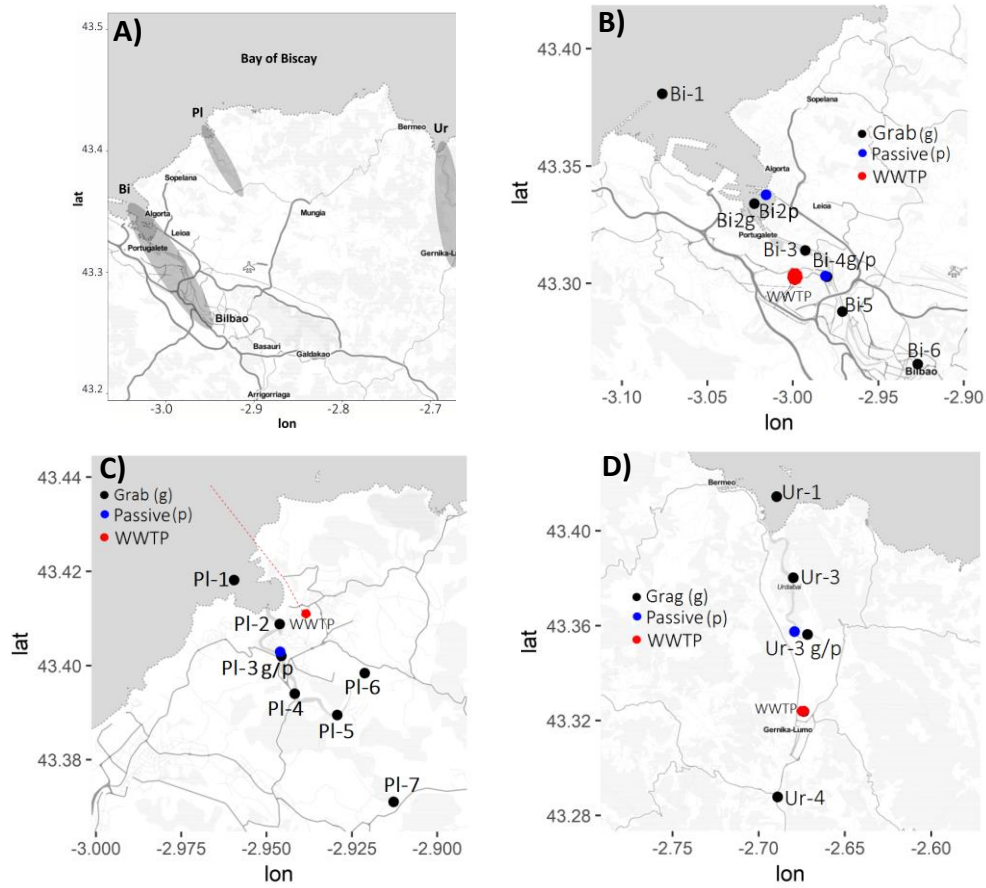 A)
Bay of Biscay
Pl
Bermeo
Ur
Bi
Sopelana
Algorta
Leioa
Mungia
Portugalete
Gernika-Lu
Bilbao
Basauri
Galdakao
Arrigorriaga
43.5
43.4
43.3
43.2
lat
-3.0
-2.9
-2.8
-2.7
lon
B)
Bi-1
Sopelana
Grab (g)
Passive (p)
WWTP
Algorta
Leioa
Bi2g
Bi2p
Portugalete
Bi-3
Bi-4g/p
WWTP
Bi-5
Bi-6
Bilbao
43.40
43.35
43.30
lat
-3.10
-3.05
-3.00
-2.95
-2.90
lon
C)
Grab (g)
Passive (p)
WWTP
Pl-1
Pl-2
WWTP
Pl-3 g/p
Pl-6
Pl-4
Pl-5
Pl-7
43.44
43.42
43.40
43.38
lat
-3.000
-2.975
-2.950
-2.925
-2.900
lon
D)
Bermeo
Ur-1
Ur-3
Urdaibai
Grag (g)
Passive (p)
WWTP
Ur-3 g/p
WWTP
Gernika-Lumo
Ur-4
43.40
43.36
43.32
43.28
lat
-2.75
-2.70
-2.65
-2.60
lon